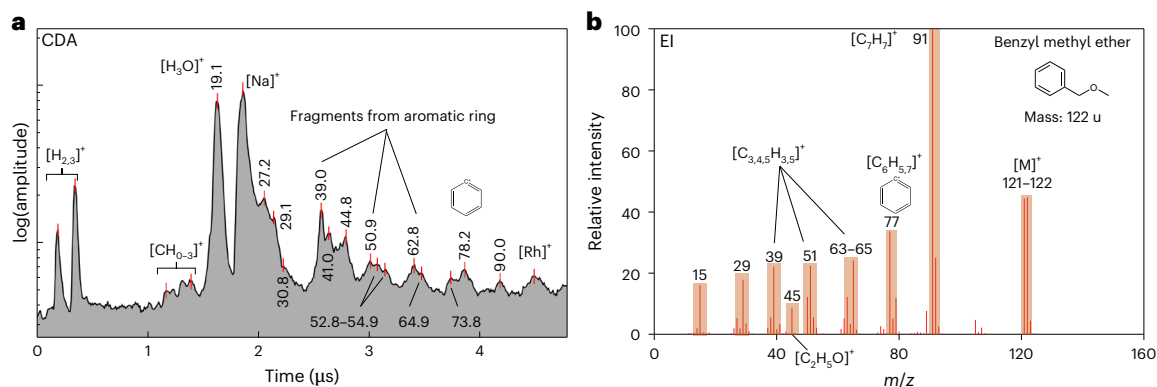 a
CDA
[H₃O]⁺
19.1
[Na]⁺
[H₂,₃]⁺
[CH₀₋₃]⁺
27.2
29.1
30.8
Fragments from aromatic ring
39.0
41.0
44.8
50.9
52.8–54.9
62.8
64.9
C⁺
73.8
78.2
90.0
[Rh]⁺
log(amplitude)
0 1 2 3 4
Time (μs)
b
EI
[C₇H₇]⁺ 91
Benzyl methyl ether
O
Mass: 122 u
[C₃,₄,₅H₃,₅]⁺
[C₆H₅,₇]⁺
C⁺
77
[M]⁺
121–122
15
29
39
45
51
63–65
[C₂H₅O]⁺
Relative intensity
100
80
60
40
20
0
0 40 80 120 160
m/z